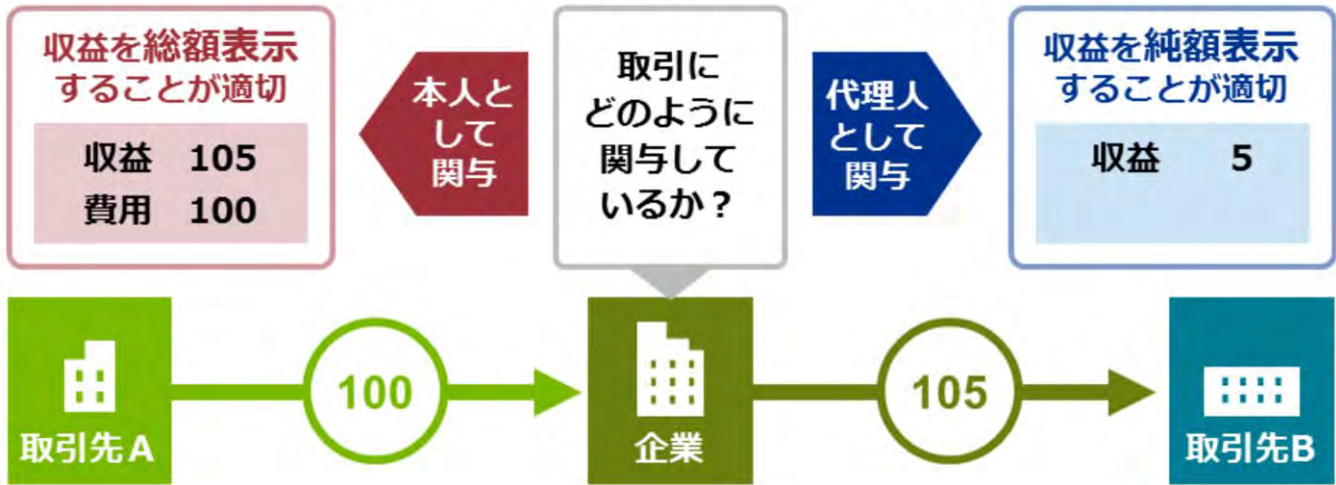 収益を総額表示
することが適切
収益 105
費用 100
本人と
して
関与
取引に
どのように
関与して
いるか？
代理人
として
関与
収益を純額表示
することが適切
収益 5
取引先A
100
企業
105
取引先B